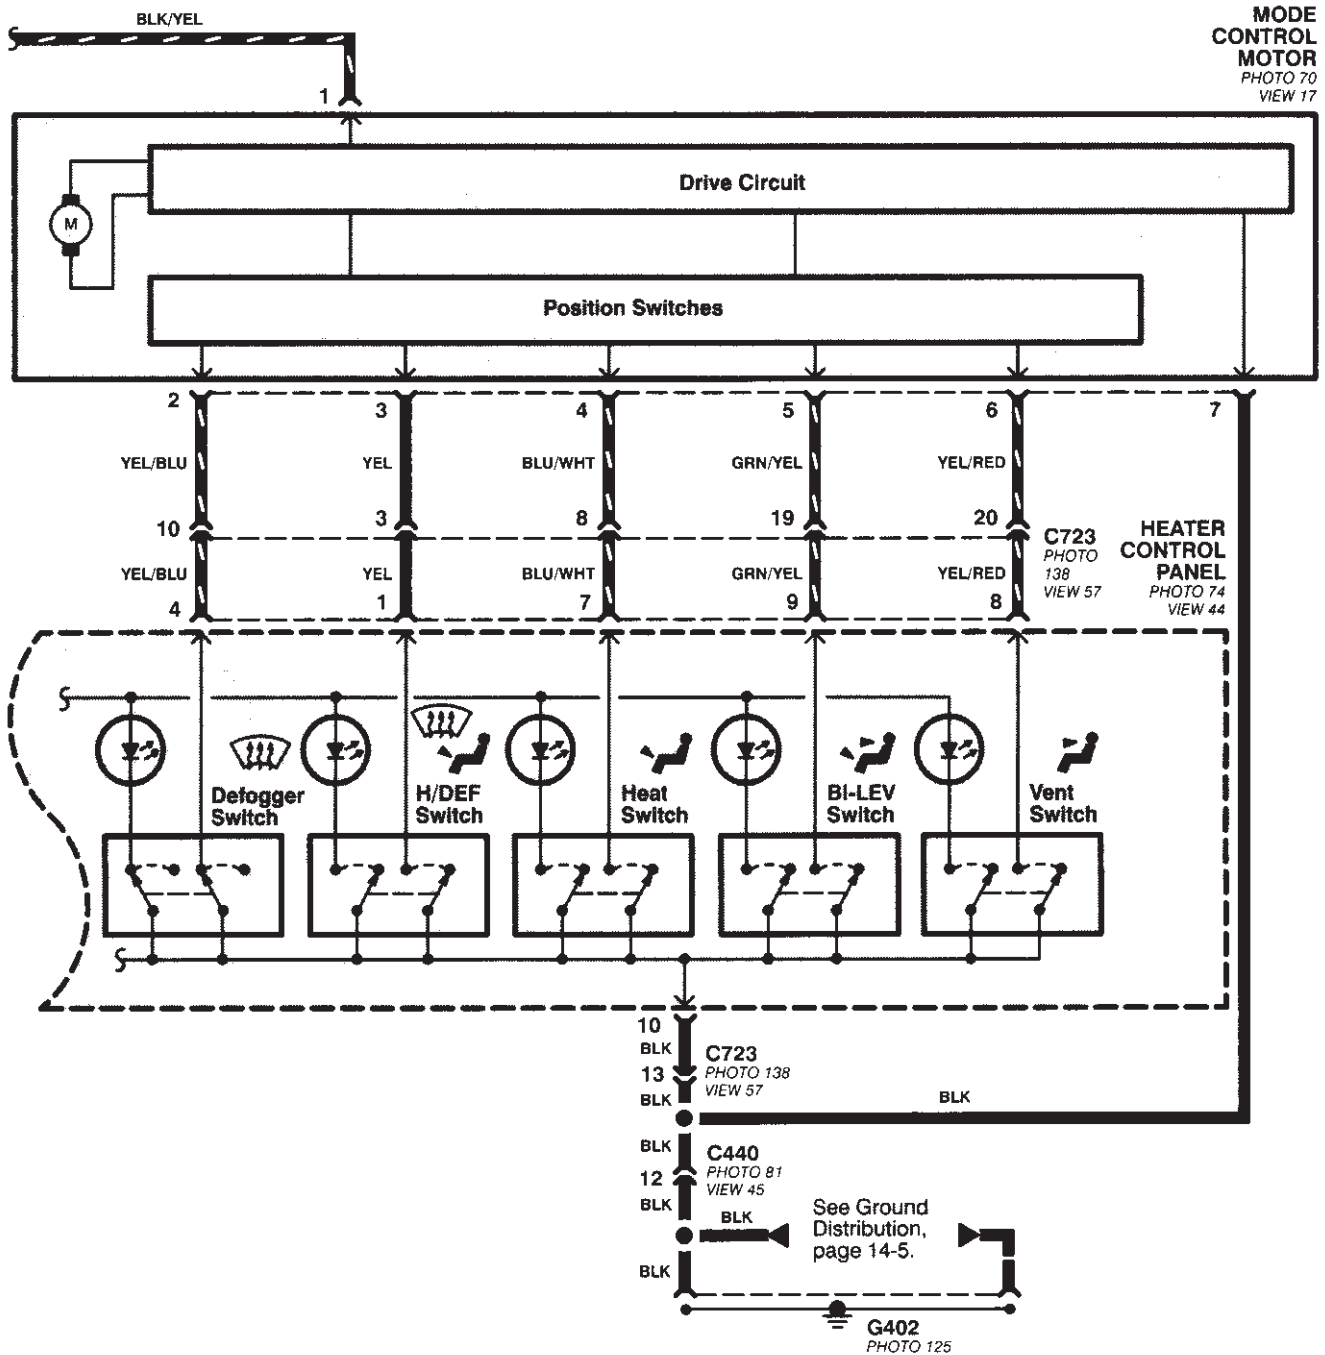 BLK/YEL
MODE
CONTROL
MOTOR
PHOTO 70
VIEW 17
1
Drive Circuit
M
Position Switches
2
3
4
5
6
7
YEL/BLU
YEL
BLU/WHT
GRN/YEL
YEL/RED
10
3
8
19
20
C723
PHOTO
138
VIEW 57
HEATER
CONTROL
PANEL
PHOTO 74
VIEW 44
YEL/BLU
YEL
BLU/WHT
GRN/YEL
YEL/RED
4
1
7
9
8
Defogger
Switch
H/DEF
Switch
Heat
Switch
BI-LEV
Switch
Vent
Switch
10
BLK
C723
PHOTO 138
VIEW 57
13
BLK
BLK
BLK
C440
PHOTO 81
VIEW 45
12
BLK
BLK
See Ground
Distribution,
page 14-5.
BLK
G402
PHOTO 125